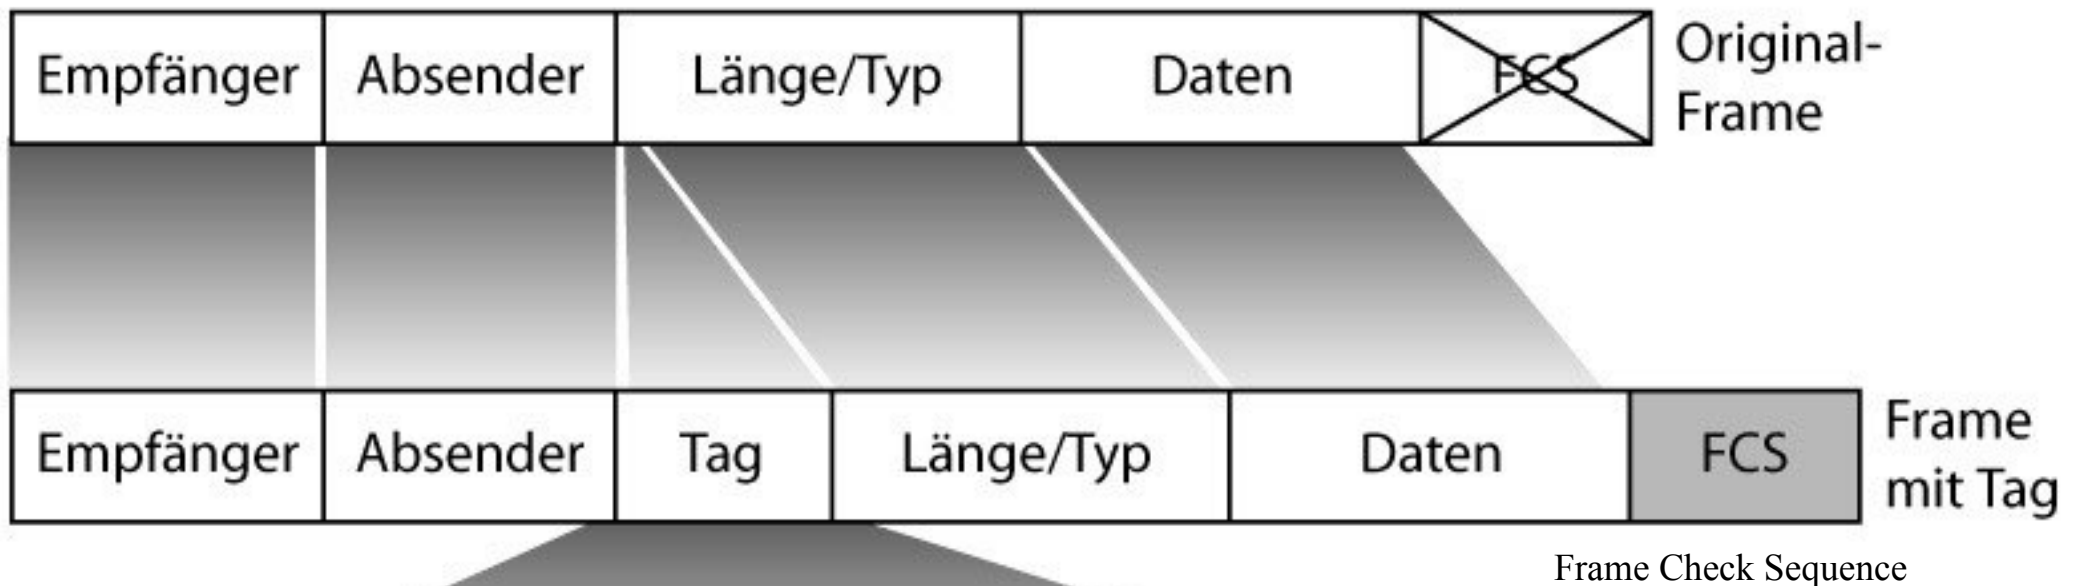 Empfänger Absender Länge/Typ Daten FCS Original-
Frame
Empfänger Absender Tag Länge/Typ Daten FCS Frame
mit Tag
Frame Check Sequence